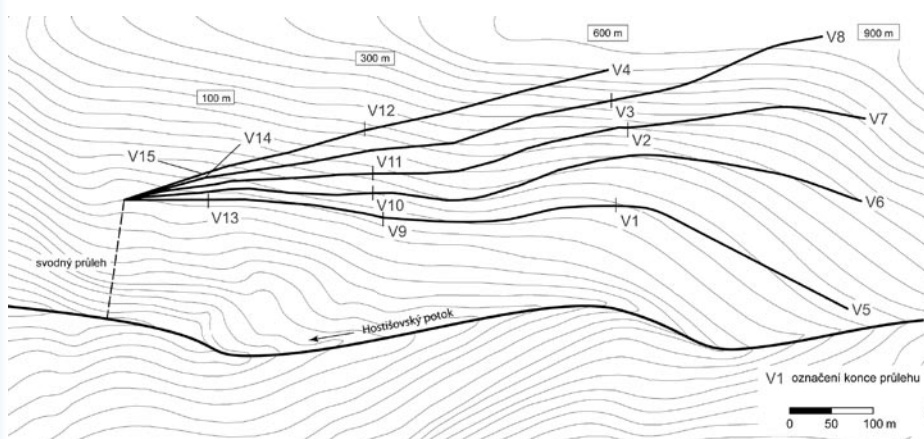 600 m
V8
900 m
300 m
V4
100 m
V12
V3
V7
V14
V2
V15
V11
V10
V6
V13
V9
V1
svodný průleh
V5
Hostišovský potok
V1 označení konce průlehu
0 50 100 m